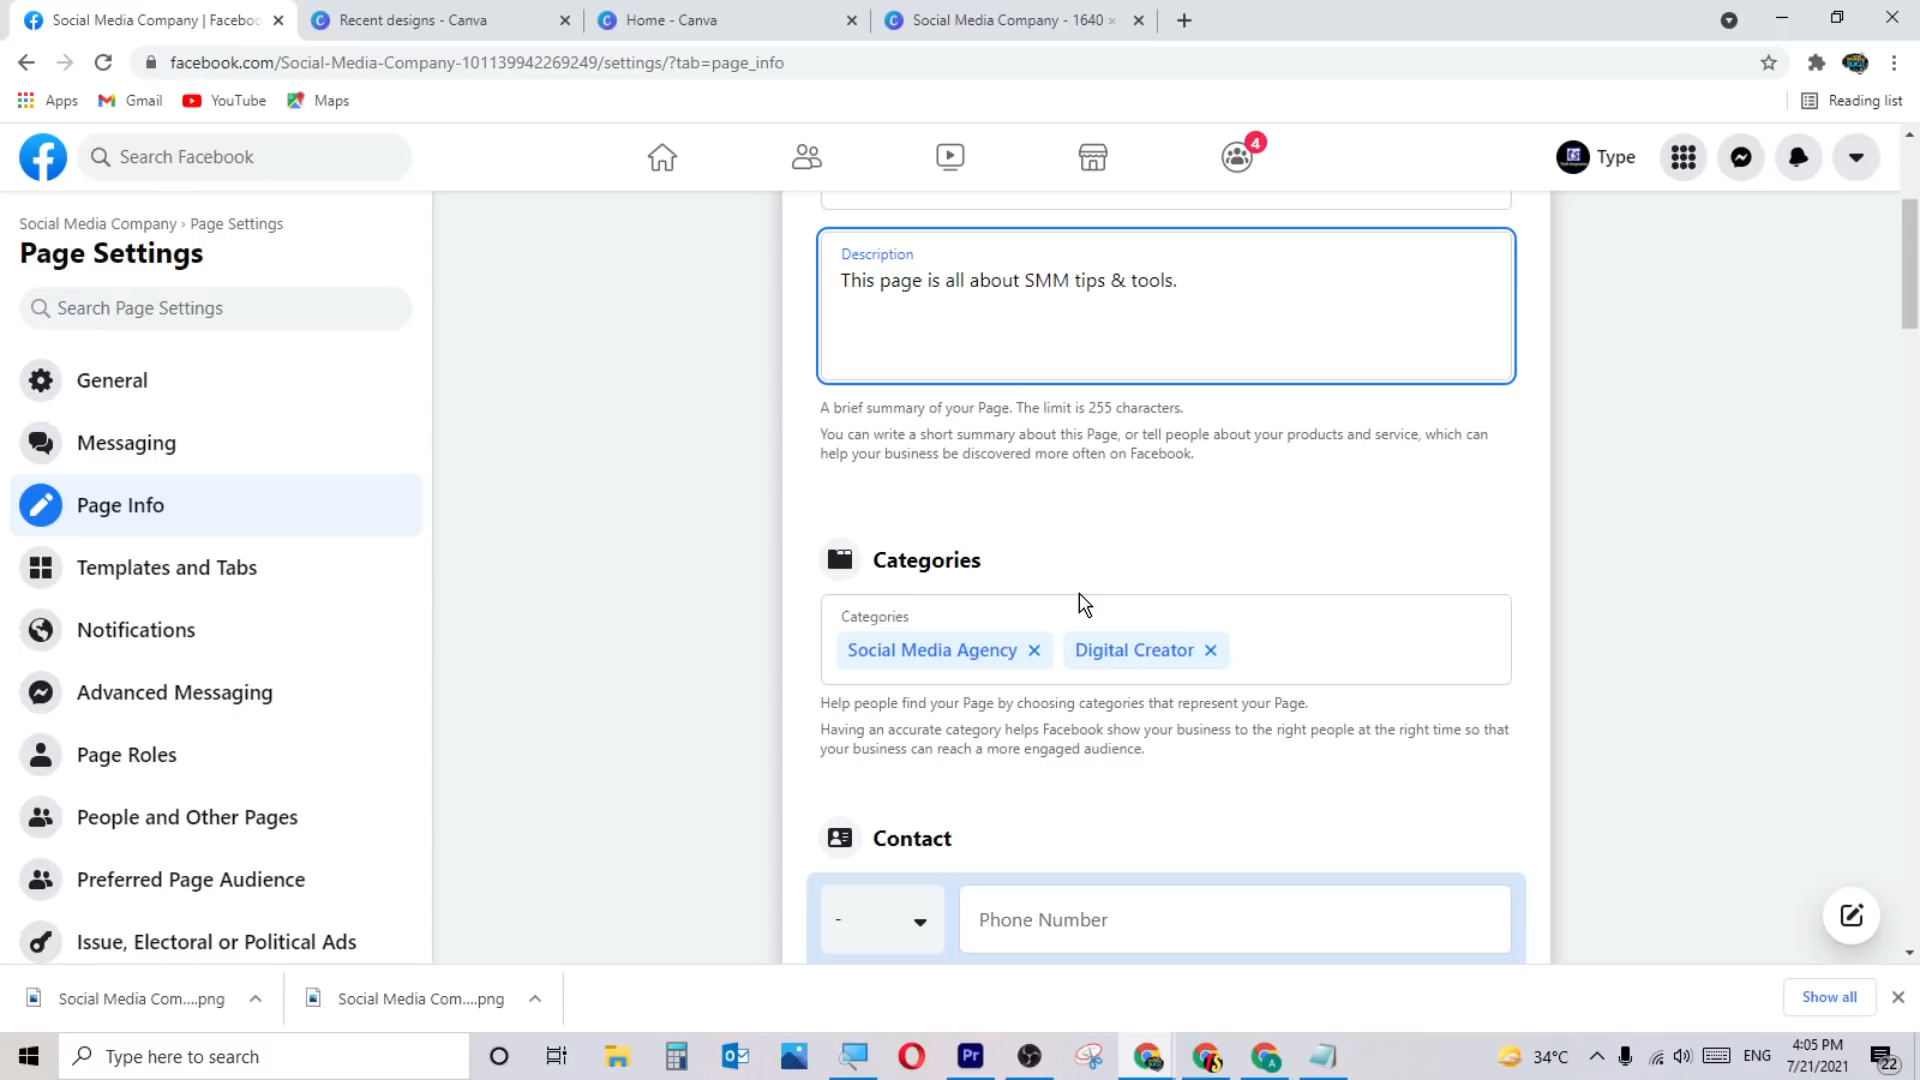 Social Media Company | Faceboo
Recent designs - Canva
Home - Canva
Social Media Company - 1640 ×
facebook.com/Social-Media-Company-101139942269249/settings/?tab=page_info
Apps
Gmail
YouTube
Maps
Reading list
Search Facebook
4
Type
Social Media Company › Page Settings
Page Settings
Search Page Settings
General
Messaging
Page Info
Templates and Tabs
Notifications
Advanced Messaging
Page Roles
People and Other Pages
Preferred Page Audience
Issue, Electoral or Political Ads
Description
This page is all about SMM tips & tools.
A brief summary of your Page. The limit is 255 characters.
You can write a short summary about this Page, or tell people about your products and service, which can
help your business be discovered more often on Facebook.
Categories
Categories
Social Media Agency
Digital Creator
Help people find your Page by choosing categories that represent your Page.
Having an accurate category helps Facebook show your business to the right people at the right time so that
your business can reach a more engaged audience.
Contact
-
Phone Number
Social Media Com....png
Social Media Com....png
Show all
Type here to search
Pr
34°C
ENG
4:05 PM
7/21/2021
22